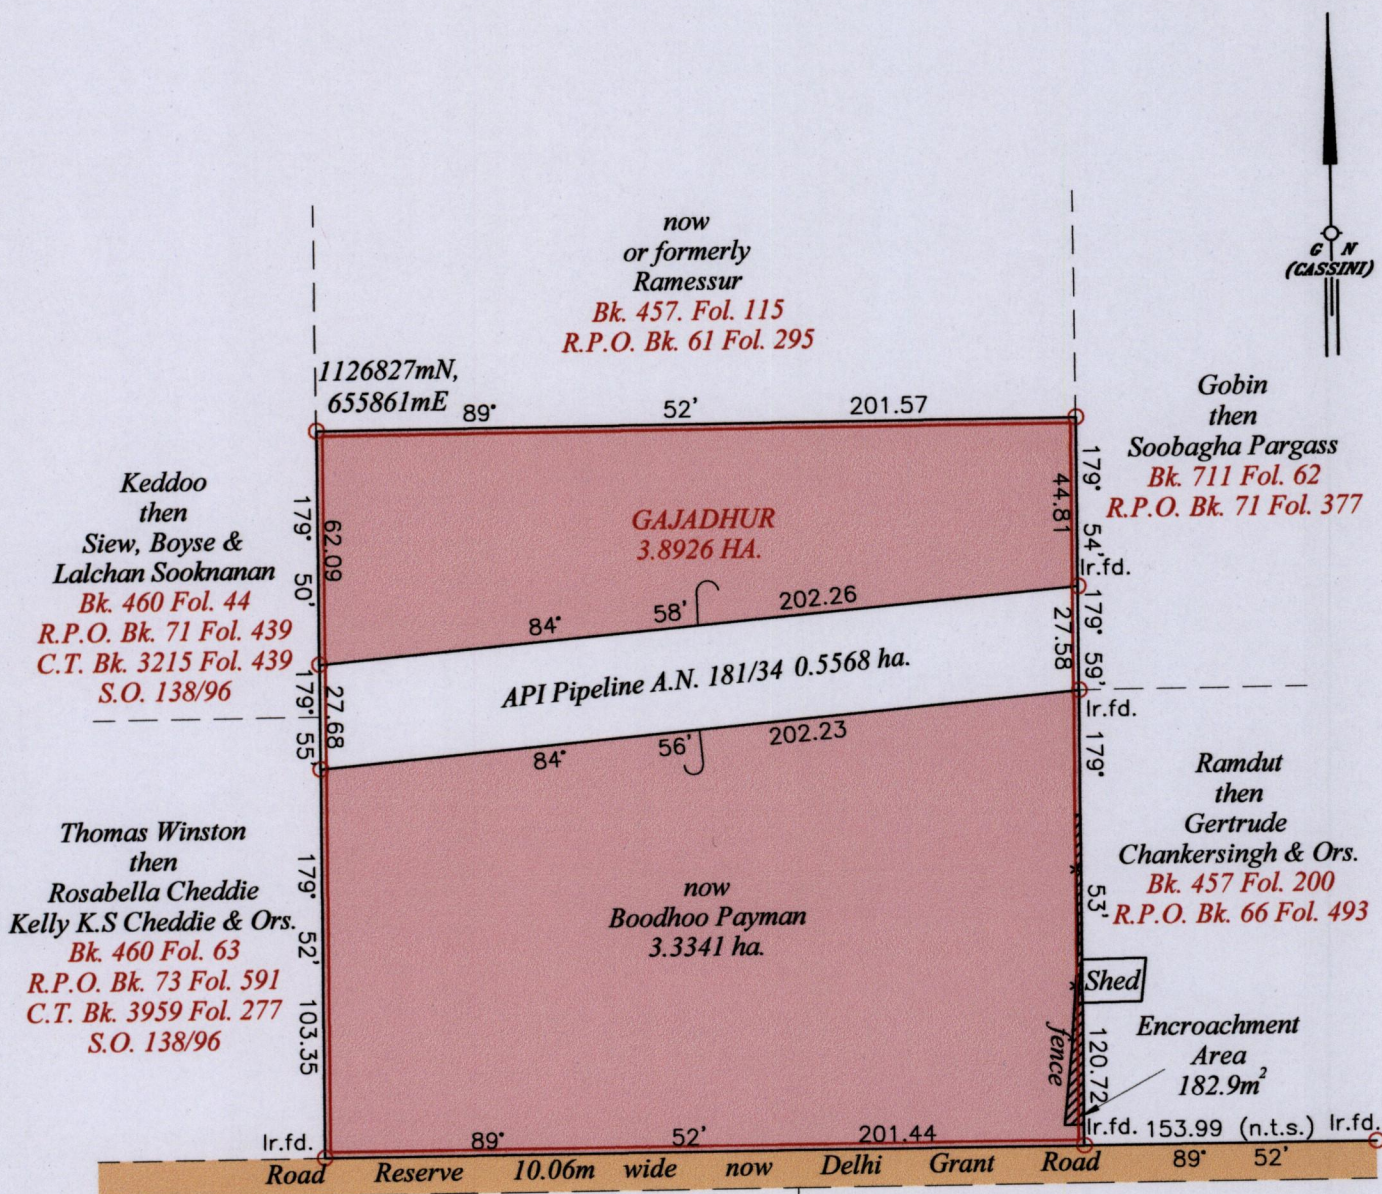 now
or formerly
Ramessur
Bk. 457. Fol. 115
R.P.O. Bk. 61 Fol. 295
G N
(CASSINI)
1126827mN,
655861mE
89° 52' 201.57
Gobin
then
Soobagha Pargass
Bk. 711 Fol. 62
R.P.O. Bk. 71 Fol. 377
Keddoo
then
Siew, Boyse &
Lalchan Sooknanan
Bk. 460 Fol. 44
R.P.O. Bk. 71 Fol. 439
C.T. Bk. 3215 Fol. 439
S.O. 138/96
179° 50'
62.09
GAJADHUR
3.8926 HA.
44.81
179° 54'
Ir.fd.
84° 58' 202.26
API Pipeline A.N. 181/34 0.5568 ha.
179° 55'
27.68
27.58
179° 59'
Ir.fd.
84° 56' 202.23
Thomas Winston
then
Rosabella Cheddie
Kelly K.S Cheddie & Ors.
Bk. 460 Fol. 63
R.P.O. Bk. 73 Fol. 591
C.T. Bk. 3959 Fol. 277
S.O. 138/96
179° 52' 103.35
now
Boodhoo Payman
3.3341 ha.
179° 53' 120.72
Ramdut
then
Gertrude
Chankersingh & Ors.
Bk. 457 Fol. 200
R.P.O. Bk. 66 Fol. 493
Shed
fence
Encroachment
Area
182.9m²
Ir.fd.
89° 52' 201.44
Ir.fd. 153.99 (n.t.s.) Ir.fd.
89° 52'
Road Reserve 10.06m wide now Delhi Grant Road